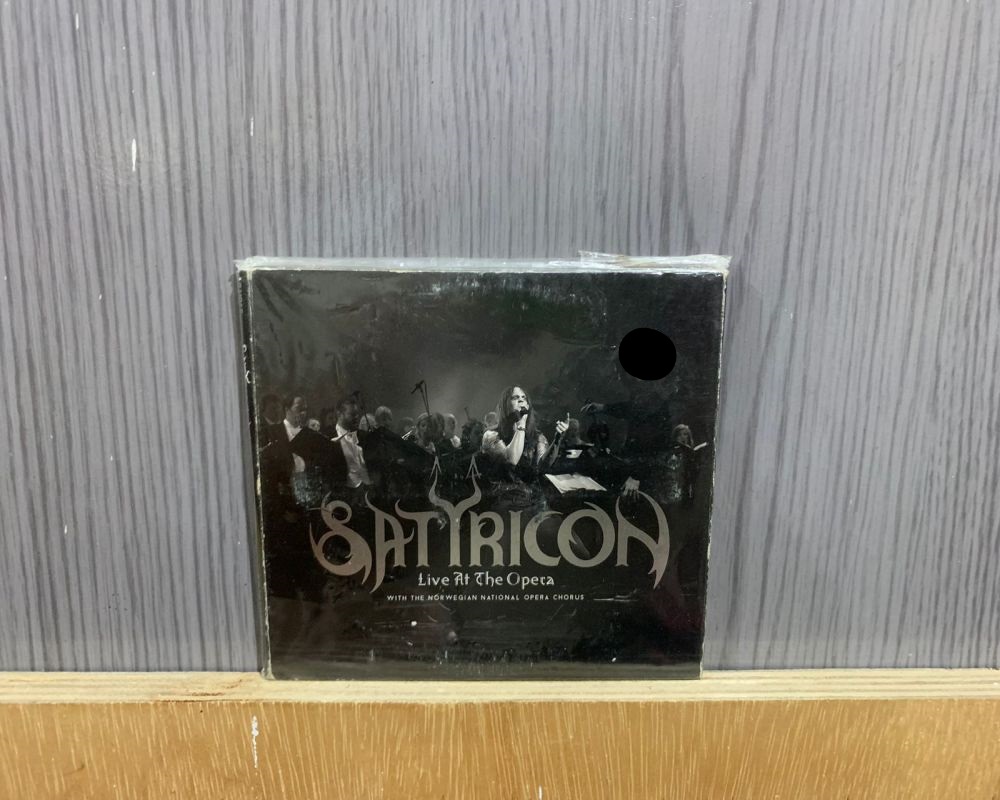 SATYRICON
Live At The Opera
WITH THE NORWEGIAN NATIONAL OPERA CHORUS